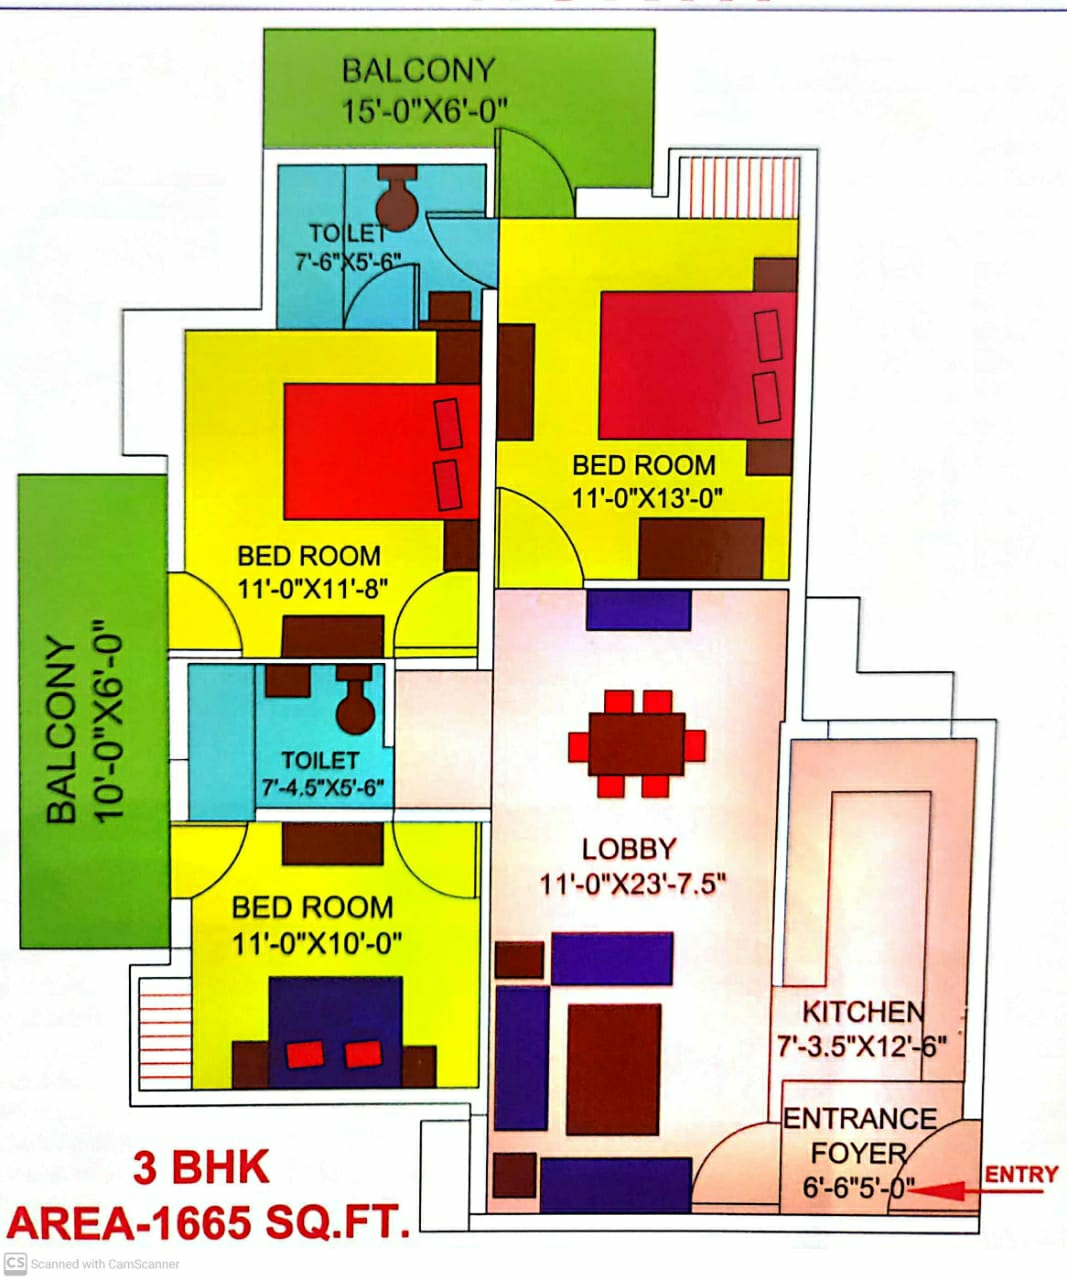 BALCONY
15'-0"X6'-0"
TOILET
7'-6"X5'-6"
BED ROOM
11'-0"X13'-0"
BED ROOM
11'-0"X11'-8"
BALCONY
10'-0"X6'-0"
TOILET
7'-4.5"X5'-6"
LOBBY
11'-0"X23'-7.5"
BED ROOM
11'-0"X10'-0"
KITCHEN
7'-3.5"X12'-6"
ENTRANCE
FOYER
6'-6"5'-0"
ENTRY
3 BHK
AREA-1665 SQ.FT.
CS Scanned with CamScanner